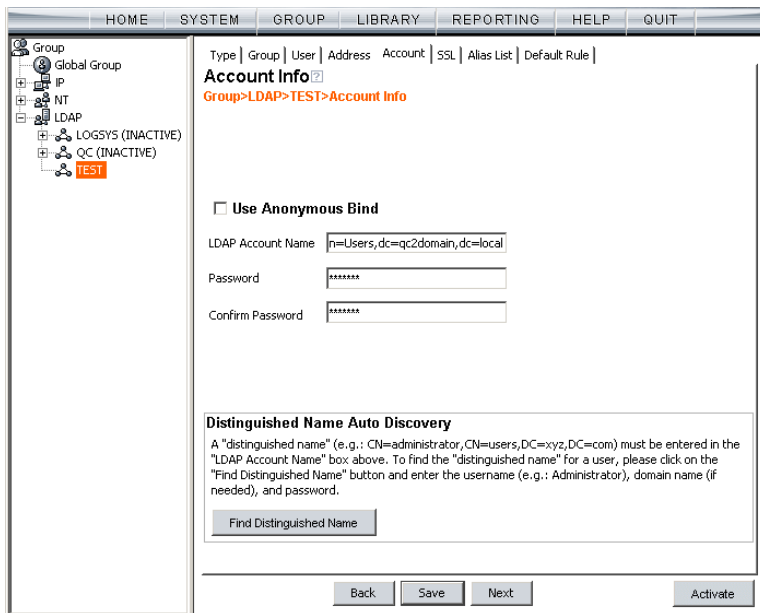 HOME SYSTEM GROUP LIBRARY REPORTING HELP QUIT
Group
Global Group
IP
NT
LDAP
LOGSYS (INACTIVE)
QC (INACTIVE)
TEST
Type | Group | User | Address Account | SSL | Alias List | Default Rule |
Account Info ?
Group>LDAP>TEST>Account Info
Use Anonymous Bind
LDAP Account Name n=Users,dc=qc2domain,dc=local
Password *******
Confirm Password *******
Distinguished Name Auto Discovery
A "distinguished name" (e.g.: CN=administrator,CN=users,DC=xyz,DC=com) must be entered in the
"LDAP Account Name" box above. To find the "distinguished name" for a user, please click on the
"Find Distinguished Name" button and enter the username (e.g.: Administrator), domain name (if
needed), and password.
Find Distinguished Name
Back Save Next Activate